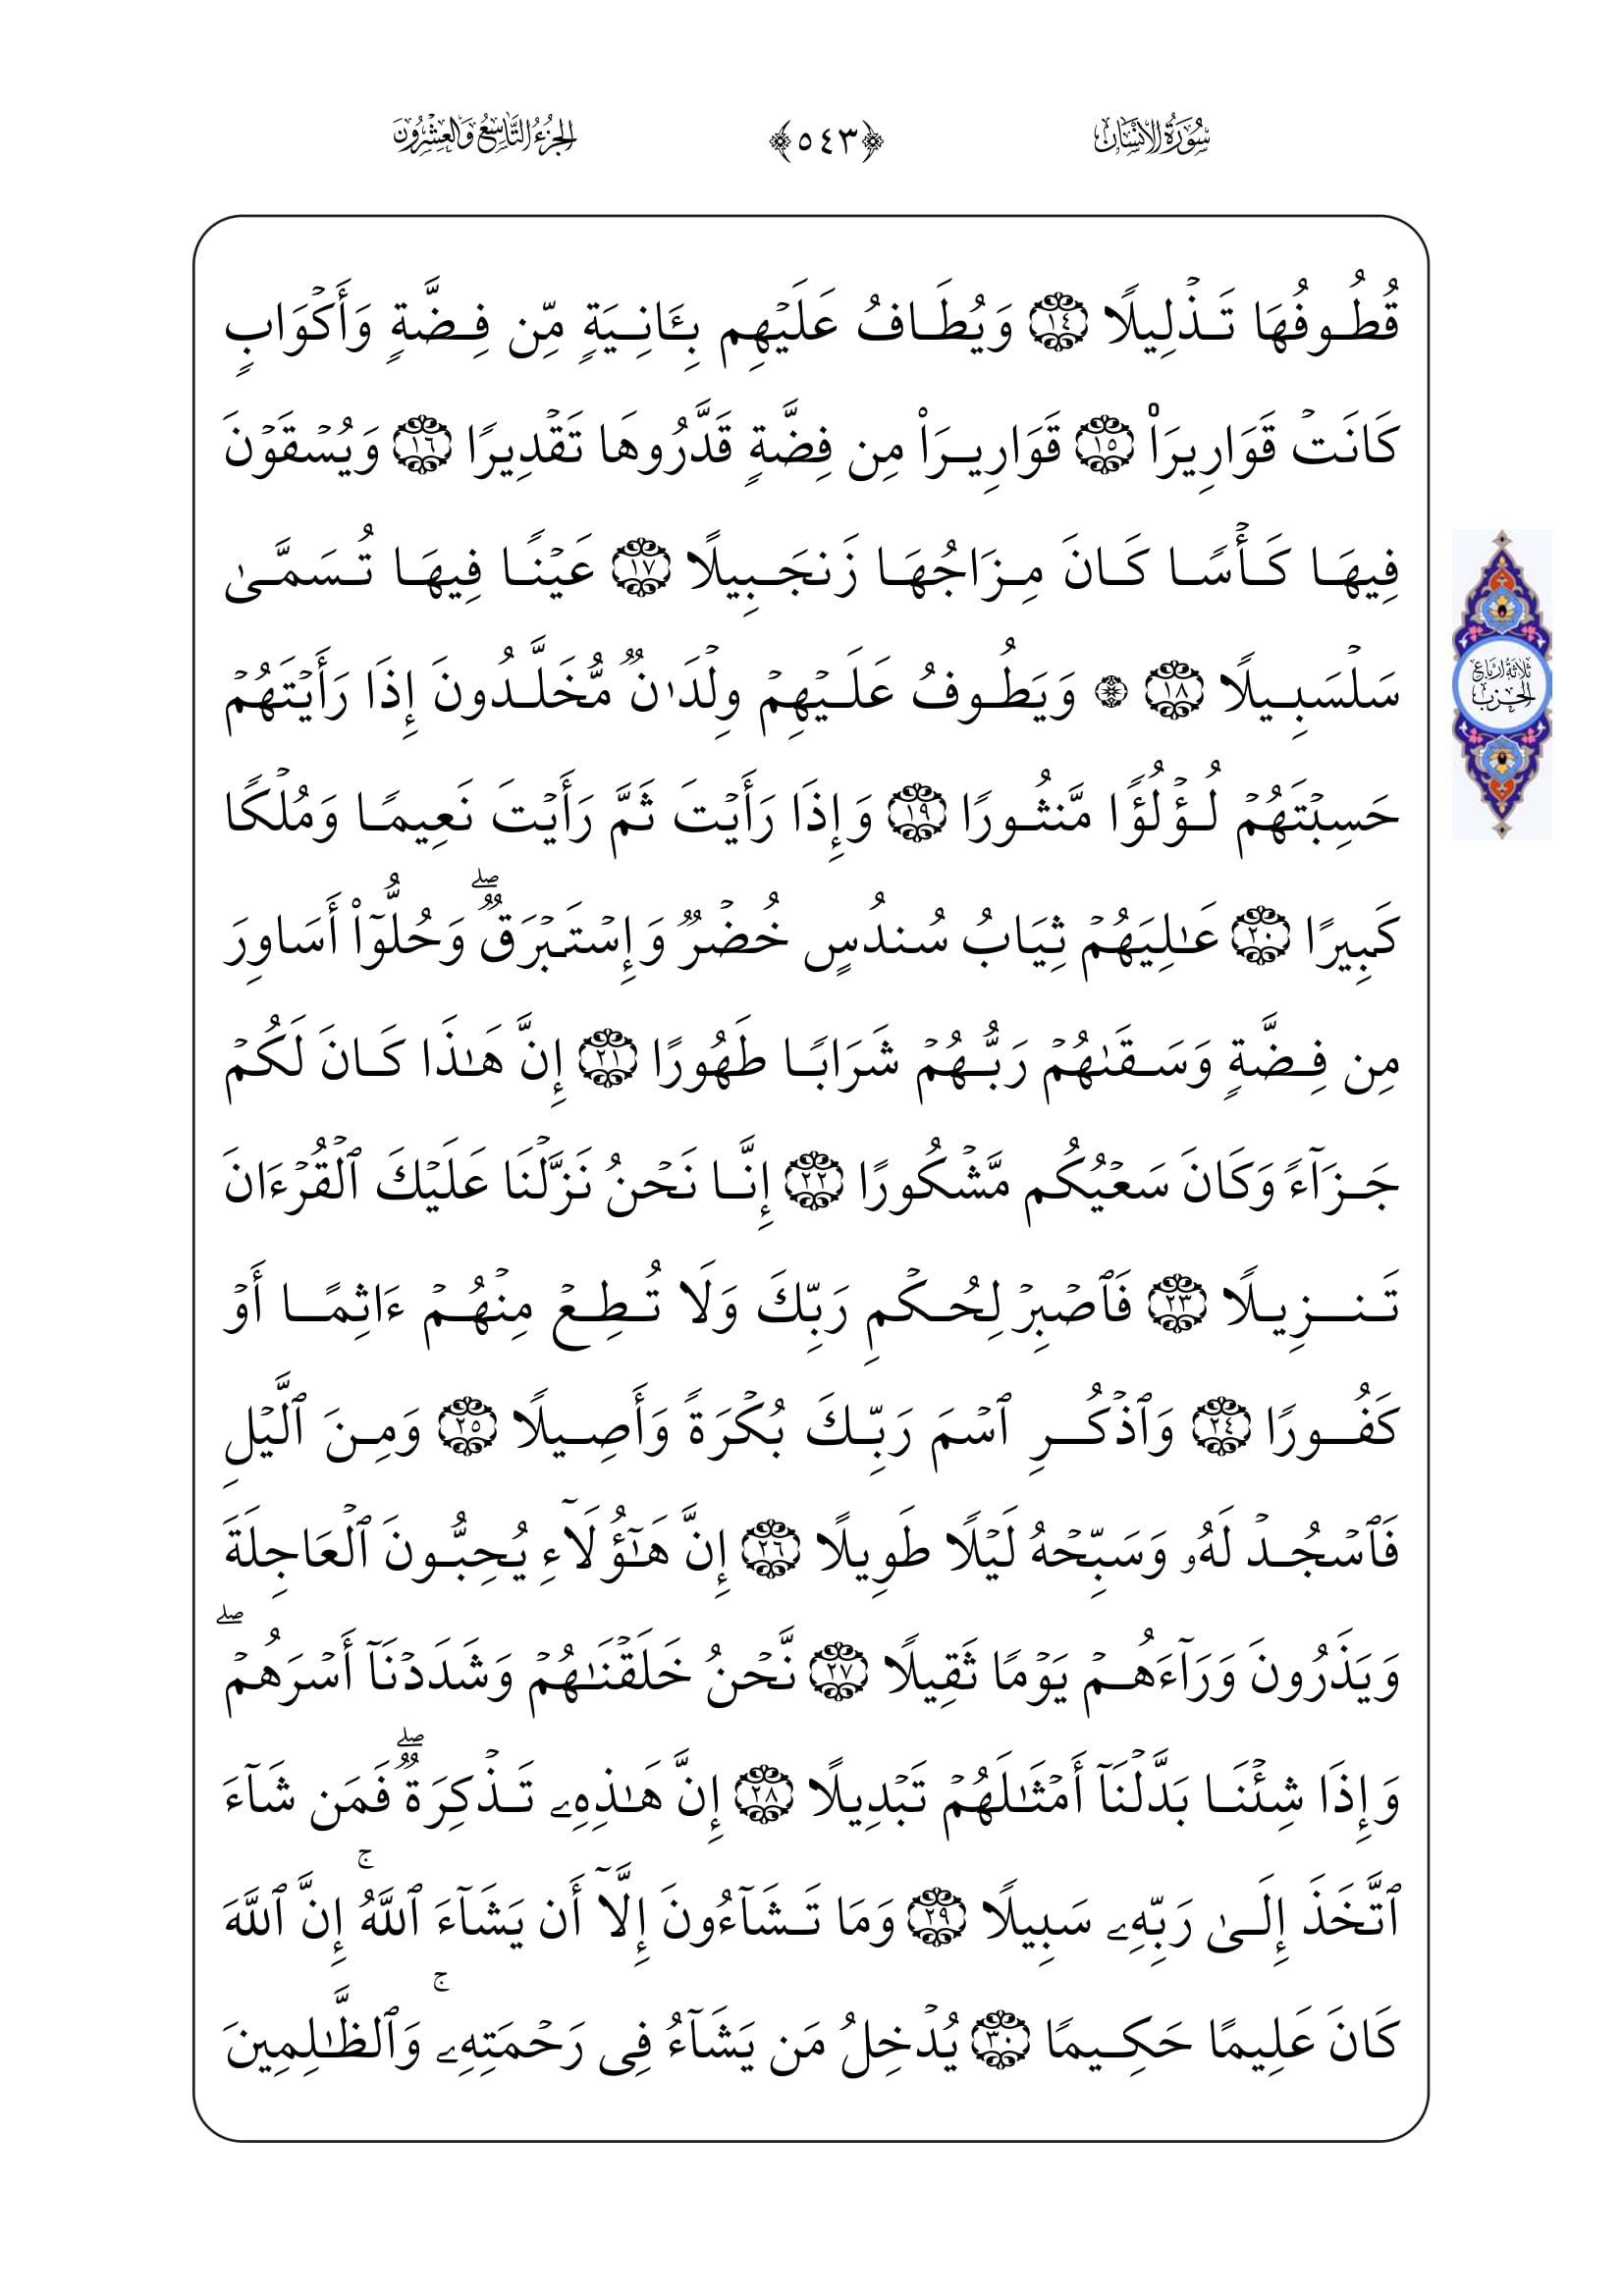 سُورَةُ الإِنسَان
﴿٥٤٣﴾
الجُزْءُ التَّاسِعُ وَالعِشْرُونَ
قُطُوفُهَا تَذۡلِيلًا ١٤ وَيُطَافُ عَلَيۡهِم بِـَٔانِيَةٍ مِّن فِضَّةٍ وَأَكۡوَابٍ
كَانَتۡ قَوَارِيرَا۠ ١٥ قَوَارِيرَا۟ مِن فِضَّةٍ قَدَّرُوهَا تَقۡدِيرًا ١٦ وَيُسۡقَوۡنَ
فِيهَا كَأۡسًا كَانَ مِزَاجُهَا زَنجَبِيلًا ١٧ عَيۡنًا فِيهَا تُسَمَّىٰ
سَلۡسَبِيلًا ١٨ ۞ وَيَطُوفُ عَلَيۡهِمۡ وِلۡدَٰنٌ مُّخَلَّدُونَ إِذَا رَأَيۡتَهُمۡ
حَسِبۡتَهُمۡ لُؤۡلُؤًا مَّنثُورًا ١٩ وَإِذَا رَأَيۡتَ ثَمَّ رَأَيۡتَ نَعِيمًا وَمُلۡكًا
ثَلَاثَةُ أَرْبَاع
الحِزْب
كَبِيرًا ٢٠ عَٰلِيَهُمۡ ثِيَابُ سُندُسٍ خُضۡرٌ وَإِسۡتَبۡرَقٌۖ وَحُلُّوٓا۟ أَسَاوِرَ
مِن فِضَّةٍ وَسَقَىٰهُمۡ رَبُّهُمۡ شَرَابًا طَهُورًا ٢١ إِنَّ هَٰذَا كَانَ لَكُمۡ
جَزَآءً وَكَانَ سَعۡيُكُم مَّشۡكُورًا ٢٢ إِنَّا نَحۡنُ نَزَّلۡنَا عَلَيۡكَ ٱلۡقُرۡءَانَ
تَنزِيلًا ٢٣ فَٱصۡبِرۡ لِحُكۡمِ رَبِّكَ وَلَا تُطِعۡ مِنۡهُمۡ ءَاثِمًا أَوۡ
كَفُورًا ٢٤ وَٱذۡكُرِ ٱسۡمَ رَبِّكَ بُكۡرَةً وَأَصِيلًا ٢٥ وَمِنَ ٱلَّيۡلِ
فَٱسۡجُدۡ لَهُۥ وَسَبِّحۡهُ لَيۡلًا طَوِيلًا ٢٦ إِنَّ هَٰٓؤُلَآءِ يُحِبُّونَ ٱلۡعَاجِلَةَ
وَيَذَرُونَ وَرَآءَهُمۡ يَوۡمًا ثَقِيلًا ٢٧ نَّحۡنُ خَلَقۡنَٰهُمۡ وَشَدَدۡنَآ أَسۡرَهُمۡۖ
وَإِذَا شِئۡنَا بَدَّلۡنَآ أَمۡثَٰلَهُمۡ تَبۡدِيلًا ٢٨ إِنَّ هَٰذِهِۦ تَذۡكِرَةٌۖ فَمَن شَآءَ
ٱتَّخَذَ إِلَىٰ رَبِّهِۦ سَبِيلًا ٢٩ وَمَا تَشَآءُونَ إِلَّآ أَن يَشَآءَ ٱللَّهُۚ إِنَّ ٱللَّهَ
كَانَ عَلِيمًا حَكِيمًا ٣٠ يُدۡخِلُ مَن يَشَآءُ فِى رَحۡمَتِهِۦۚ وَٱلظَّٰلِمِينَ